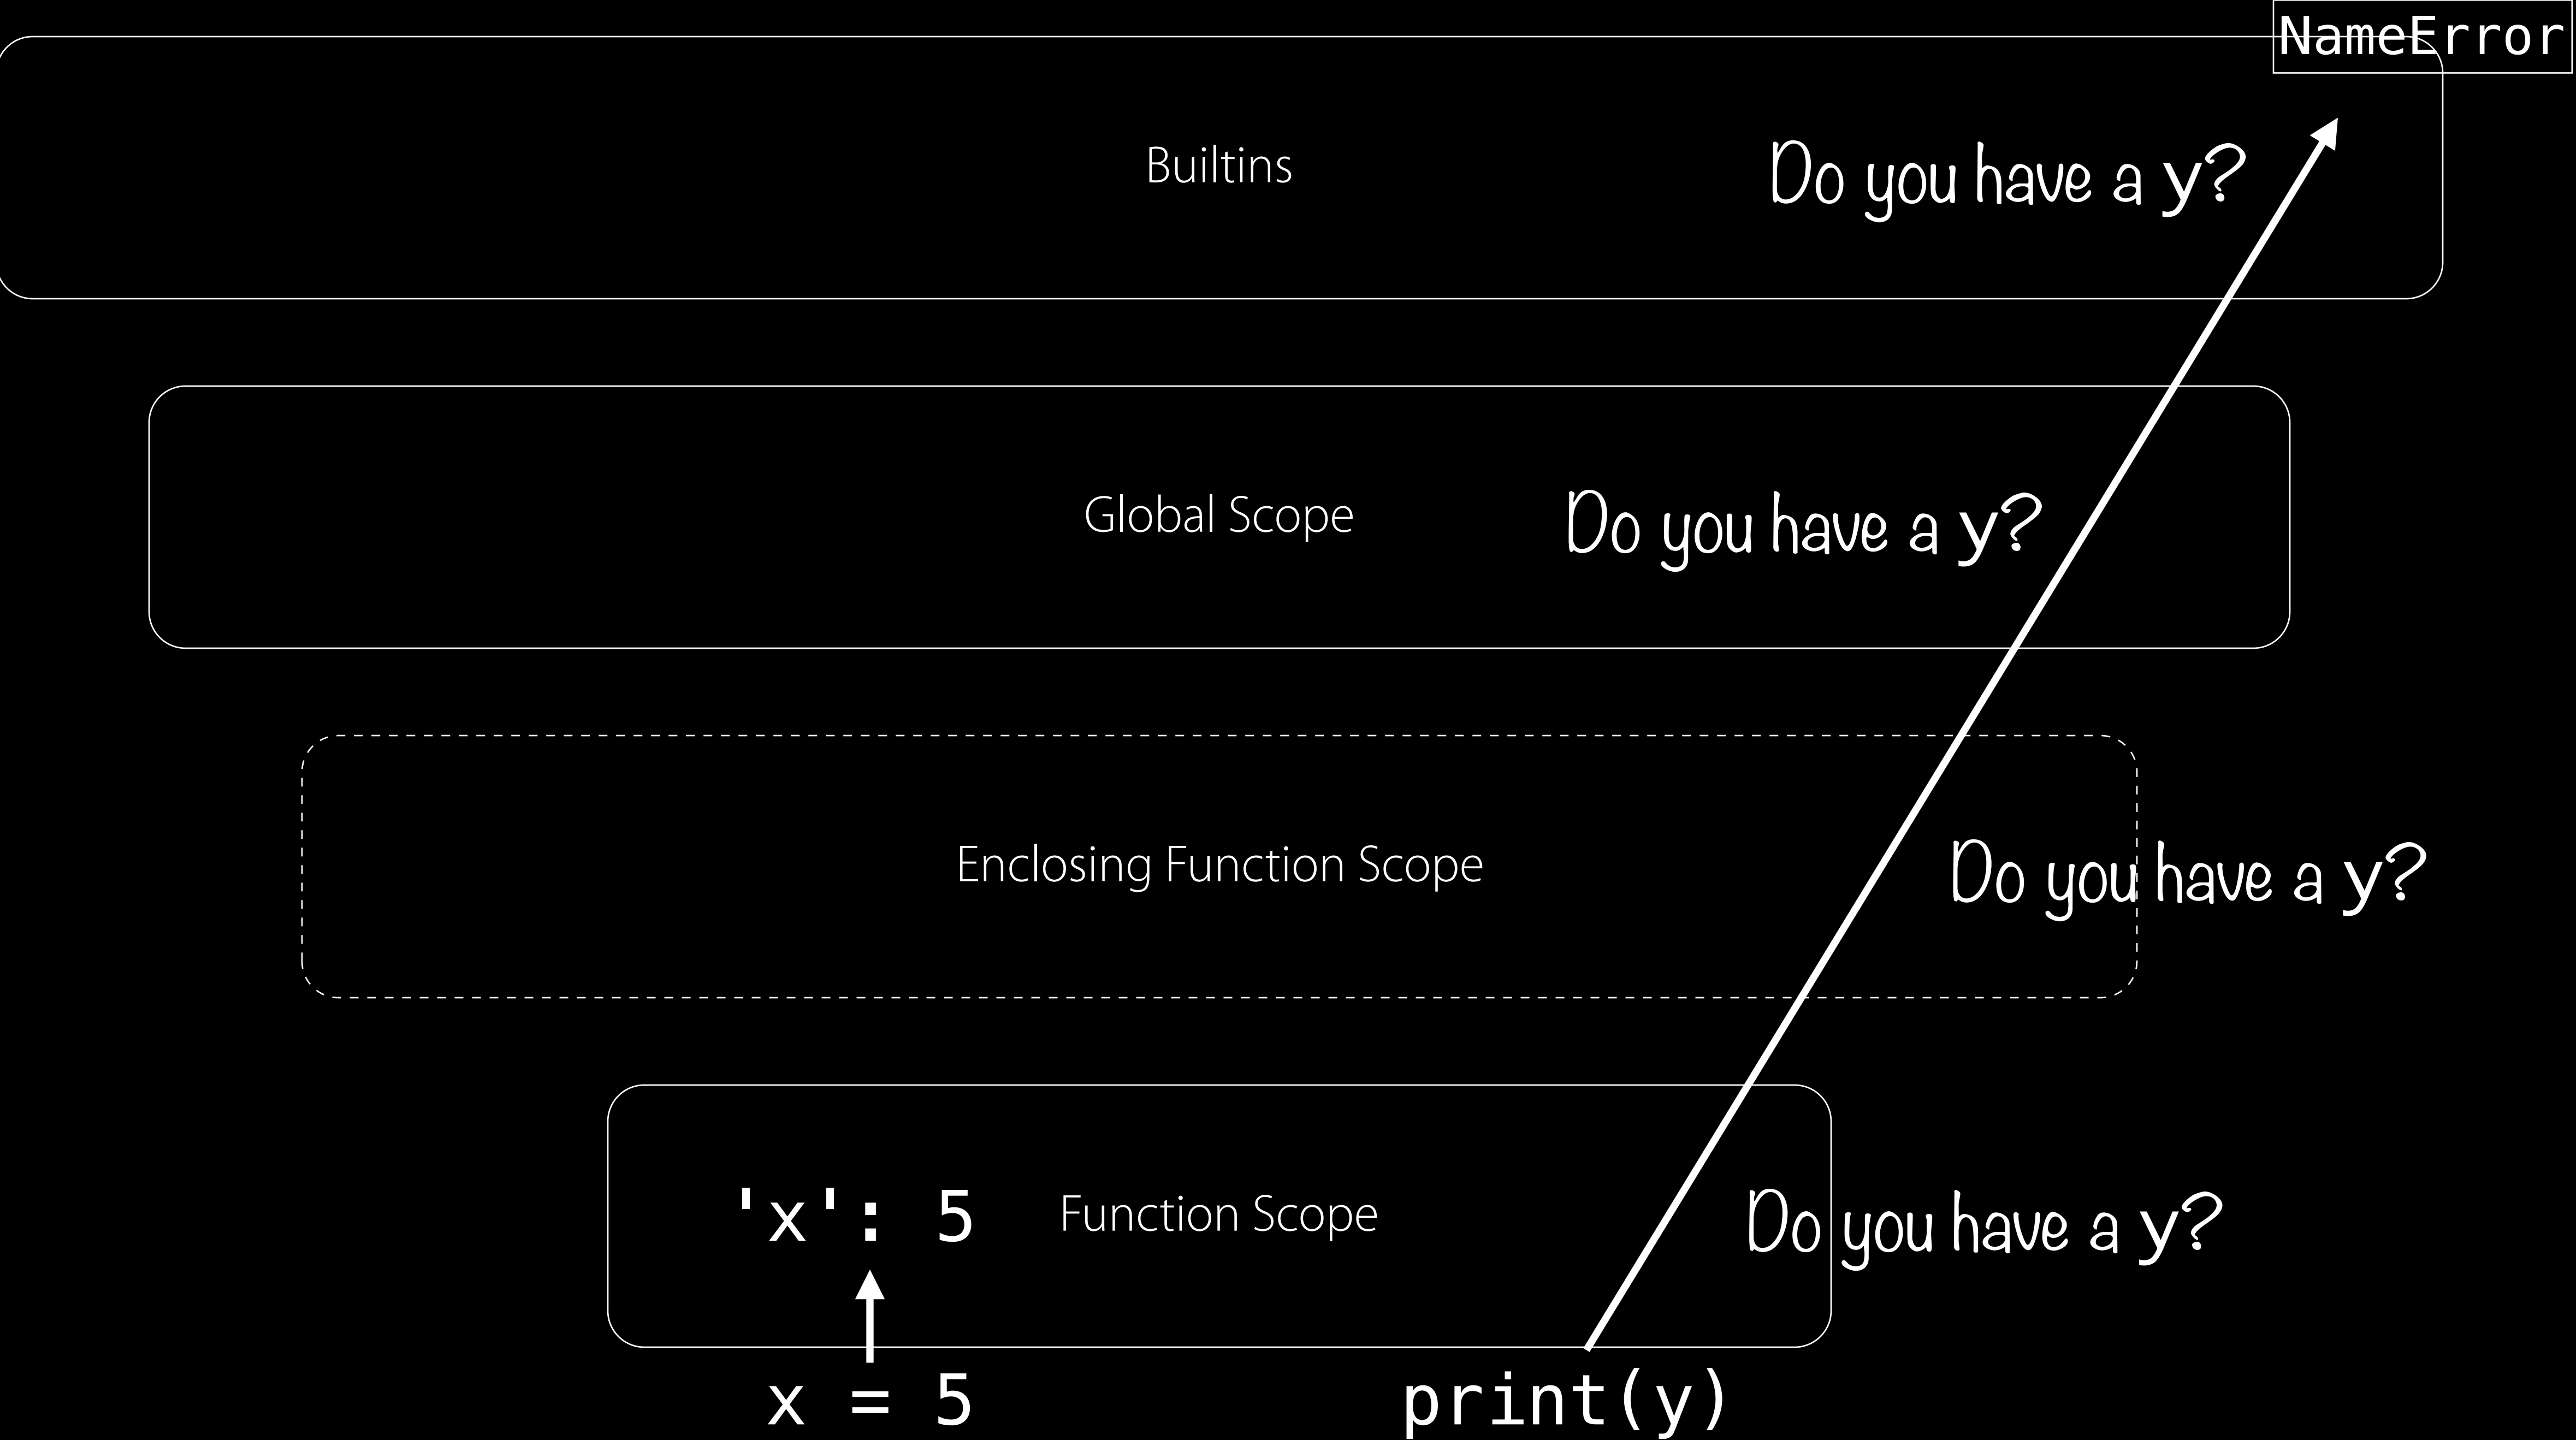 NameError
Builtins
Do you have a y?
Global Scope
Do you have a y?
Enclosing Function Scope
Do you have a y?
'x': 5
Function Scope
Do you have a y?
x = 5
print(y)